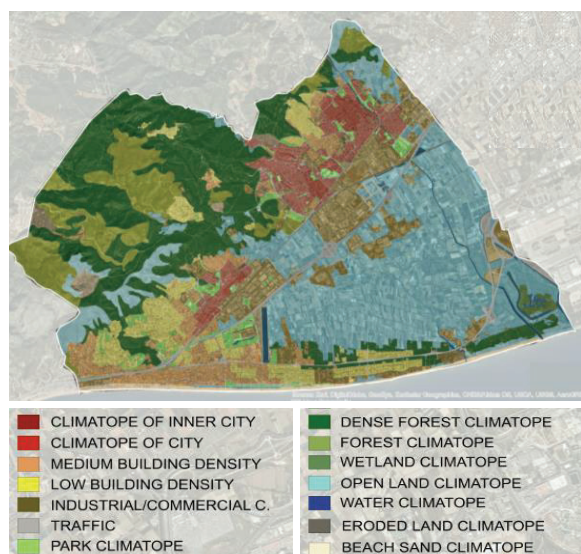 CLIMATOPE OF INNER CITY
CLIMATOPE OF CITY
MEDIUM BUILDING DENSITY
LOW BUILDING DENSITY
INDUSTRIAL/COMMERCIAL C.
TRAFFIC
PARK CLIMATOPE
DENSE FOREST CLIMATOPE
FOREST CLIMATOPE
WETLAND CLIMATOPE
OPEN LAND CLIMATOPE
WATER CLIMATOPE
ERODED LAND CLIMATOPE
BEACH SAND CLIMATOPE